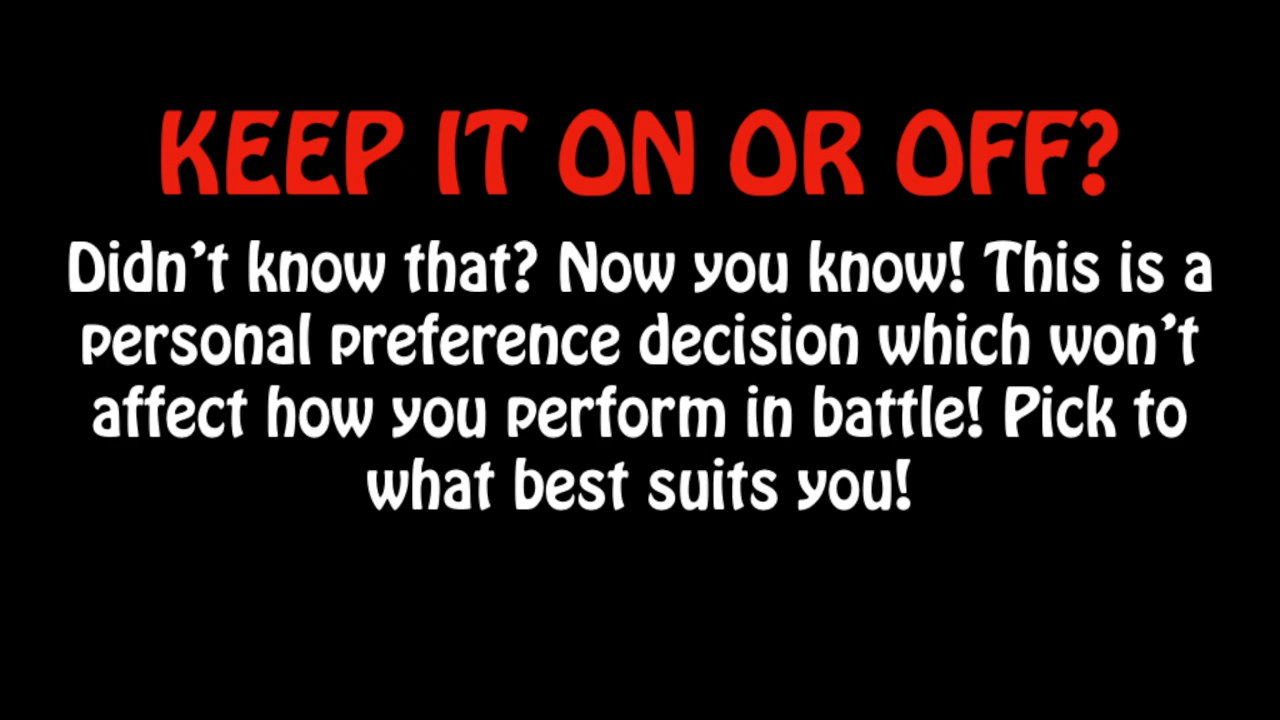 KEEP IT ON OR OFF?
Didn't know that? Now you know! This is a
personal preference decision which won't
affect how you perform in battle! Pick to
what best suits you!